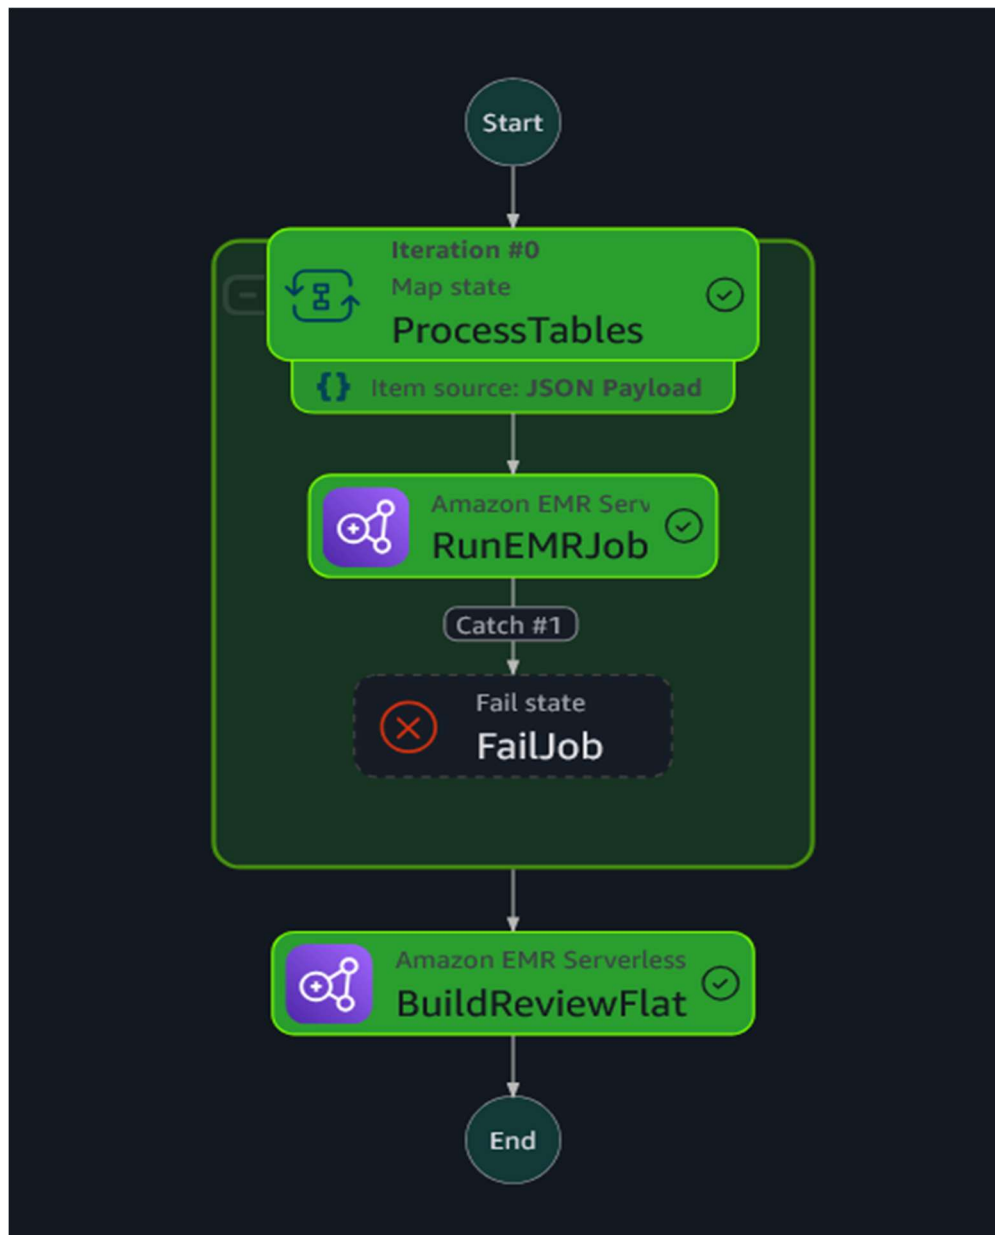 Start
Iteration #0
Map state
ProcessTables
{} Item source: JSON Payload
Amazon EMR Serv
RunEMRJob
Catch #1
Fail state
FailJob
Amazon EMR Serverless
BuildReviewFlat
End